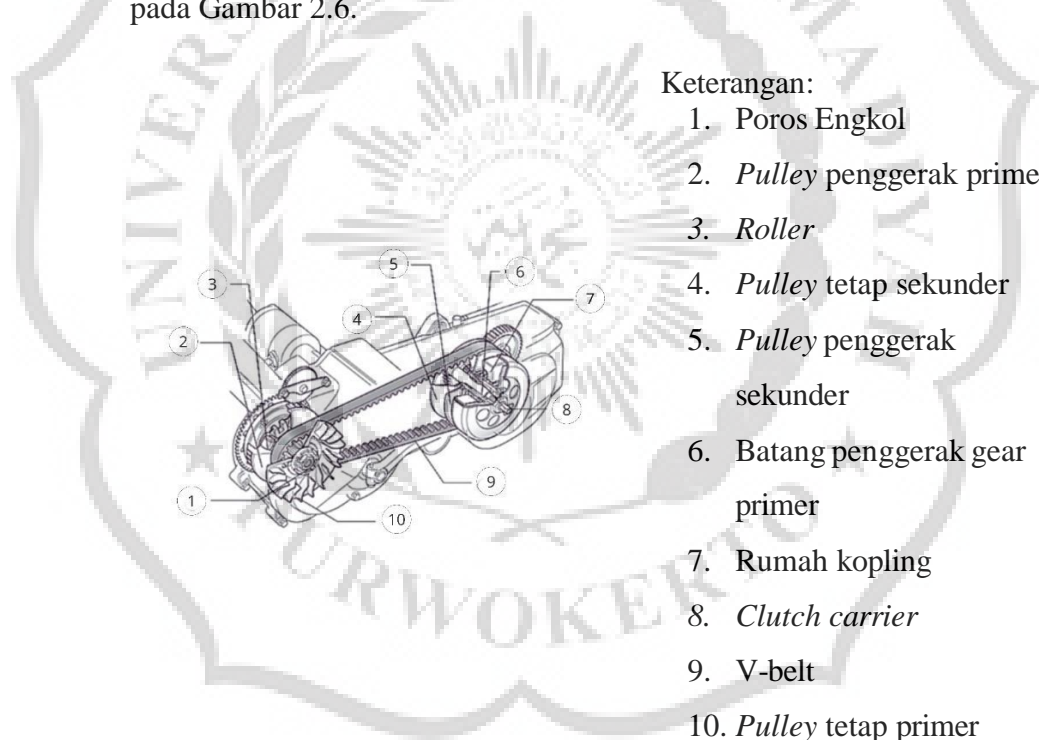 pada Gambar 2.6.
Keterangan:
1. Poros Engkol
2. Pulley penggerak prime
3. Roller
4. Pulley tetap sekunder
5. Pulley penggerak
sekunder
6. Batang penggerak gear
primer
7. Rumah kopling
8. Clutch carrier
9. V-belt
10. Pulley tetap primer
5
6
3
7
4
2
8
9
1
10
PURWOKERTO